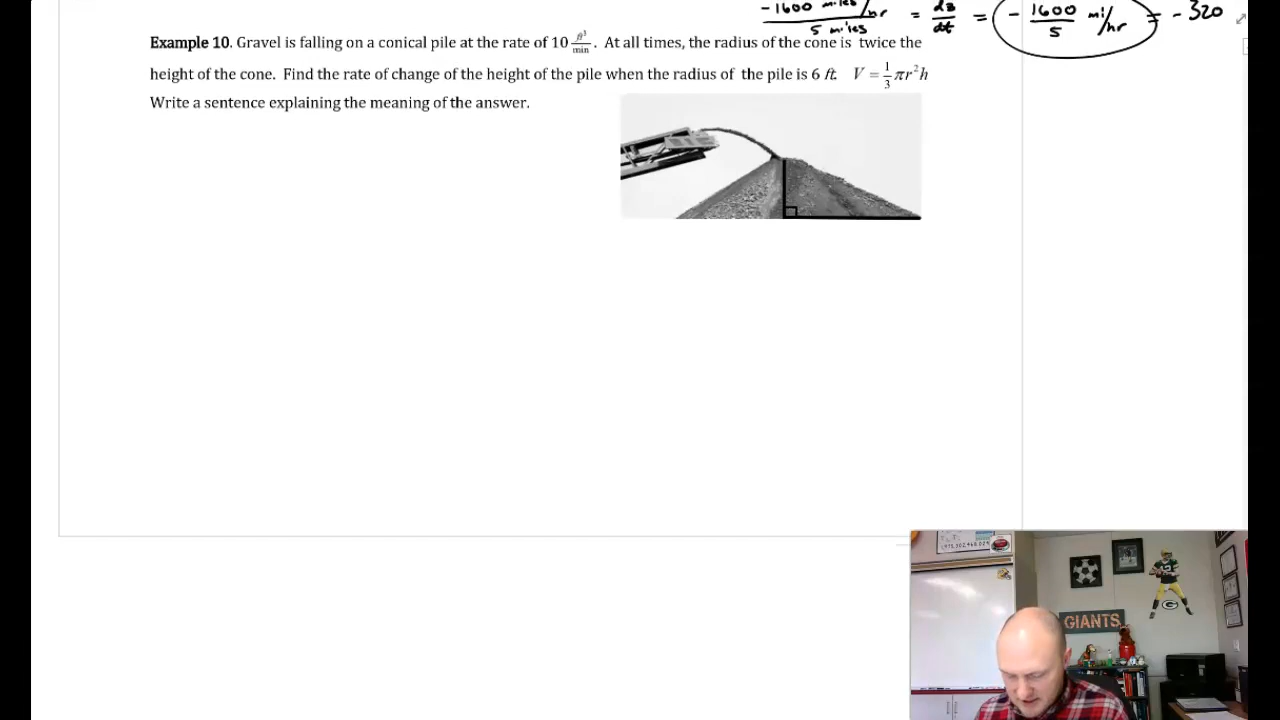 -1600 miles/hr / 5 miles = dz/dt = - 1600/5 mi/hr = - 320
Example 10. Gravel is falling on a conical pile at the rate of 10 ft³/min. At all times, the radius of the cone is twice the
height of the cone. Find the rate of change of the height of the pile when the radius of the pile is 6 ft. V = 1/3 πr²h
Write a sentence explaining the meaning of the answer.
GIANTS
12
G